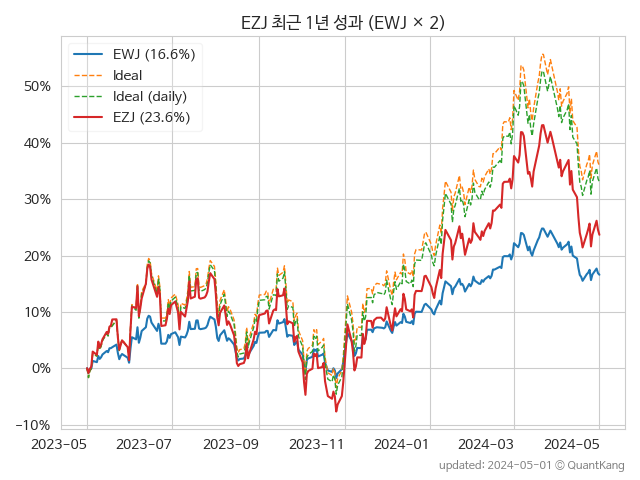 EZJ 최근 1년 성과 (EWJ × 2)
EWJ (16.6%)
Ideal
Ideal (daily)
EZJ (23.6%)
50%
40%
30%
20%
10%
0%
−10%
2023-05 2023-07 2023-09 2023-11 2024-01 2024-03 2024-05
updated: 2024-05-01 © QuantKang